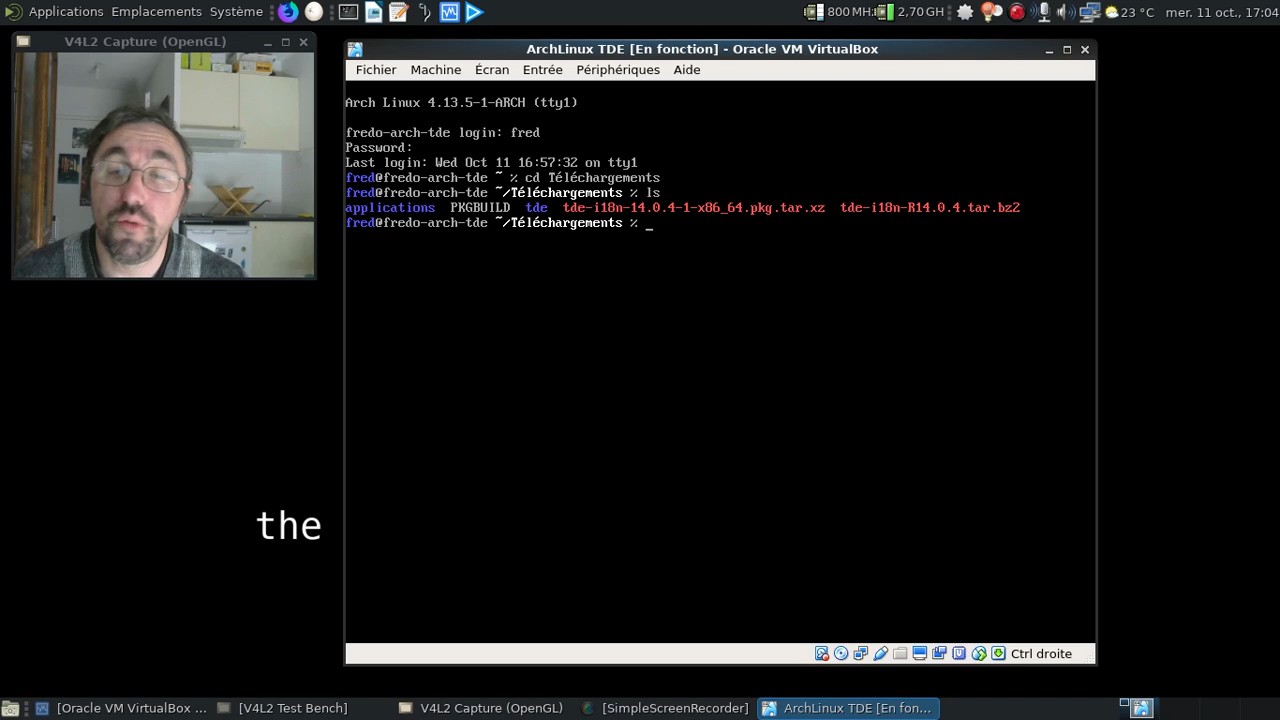 Applications Emplacements Système 800 MHz 2,70 GH 23 °C mer. 11 oct., 17:04
V4L2 Capture (OpenGL)
ArchLinux TDE [En fonction] - Oracle VM VirtualBox
Fichier Machine Écran Entrée Périphériques Aide
Arch Linux 4.13.5-1-ARCH (tty1)
fredo-arch-tde login: fred
Password:
Last login: Wed Oct 11 16:57:32 on tty1
fred@fredo-arch-tde ~ % cd Téléchargements
fred@fredo-arch-tde ~/Téléchargements % ls
applications PKGBUILD tde tde-i18n-14.0.4-1-x86_64.pkg.tar.xz tde-i18n-R14.0.4.tar.bz2
fred@fredo-arch-tde ~/Téléchargements % _
the
Ctrl droite
[Oracle VM VirtualBox ... [V4L2 Test Bench] V4L2 Capture (OpenGL) [SimpleScreenRecorder] ArchLinux TDE [En fon...